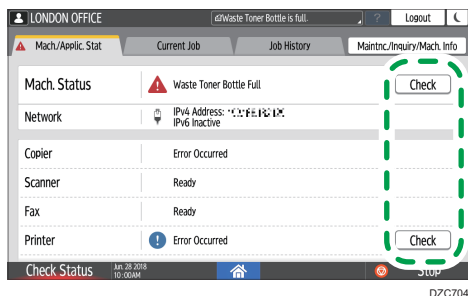 LONDON OFFICE
Waste Toner Bottle is full.
?
Logout
Mach./Applic. Stat
Current Job
Job History
Maintnc./Inquiry/Mach. Info
Mach. Status
Waste Toner Bottle Full
Check
Network
IPv4 Address:
IPv6 Inactive
Copier
Error Occurred
Scanner
Ready
Fax
Ready
Printer
Error Occurred
Check
Check Status
Jun. 28 2018
10:00AM
Stop
DZC704